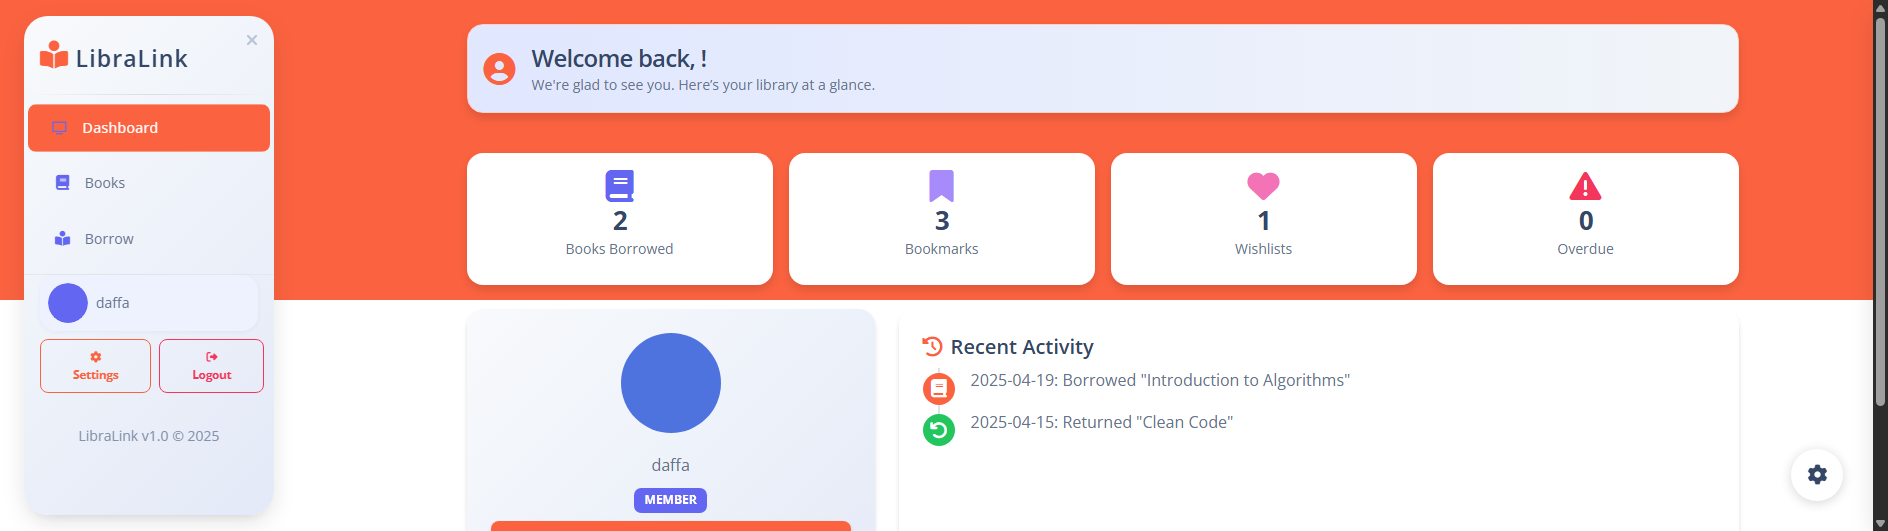 LibraLink
Dashboard
Books
Borrow
daffa
Settings
Logout
LibraLink v1.0 © 2025
Welcome back, !
We're glad to see you. Here's your library at a glance.
2
Books Borrowed
3
Bookmarks
1
Wishlists
0
Overdue
daffa
MEMBER
Recent Activity
2025-04-19: Borrowed "Introduction to Algorithms"
2025-04-15: Returned "Clean Code"